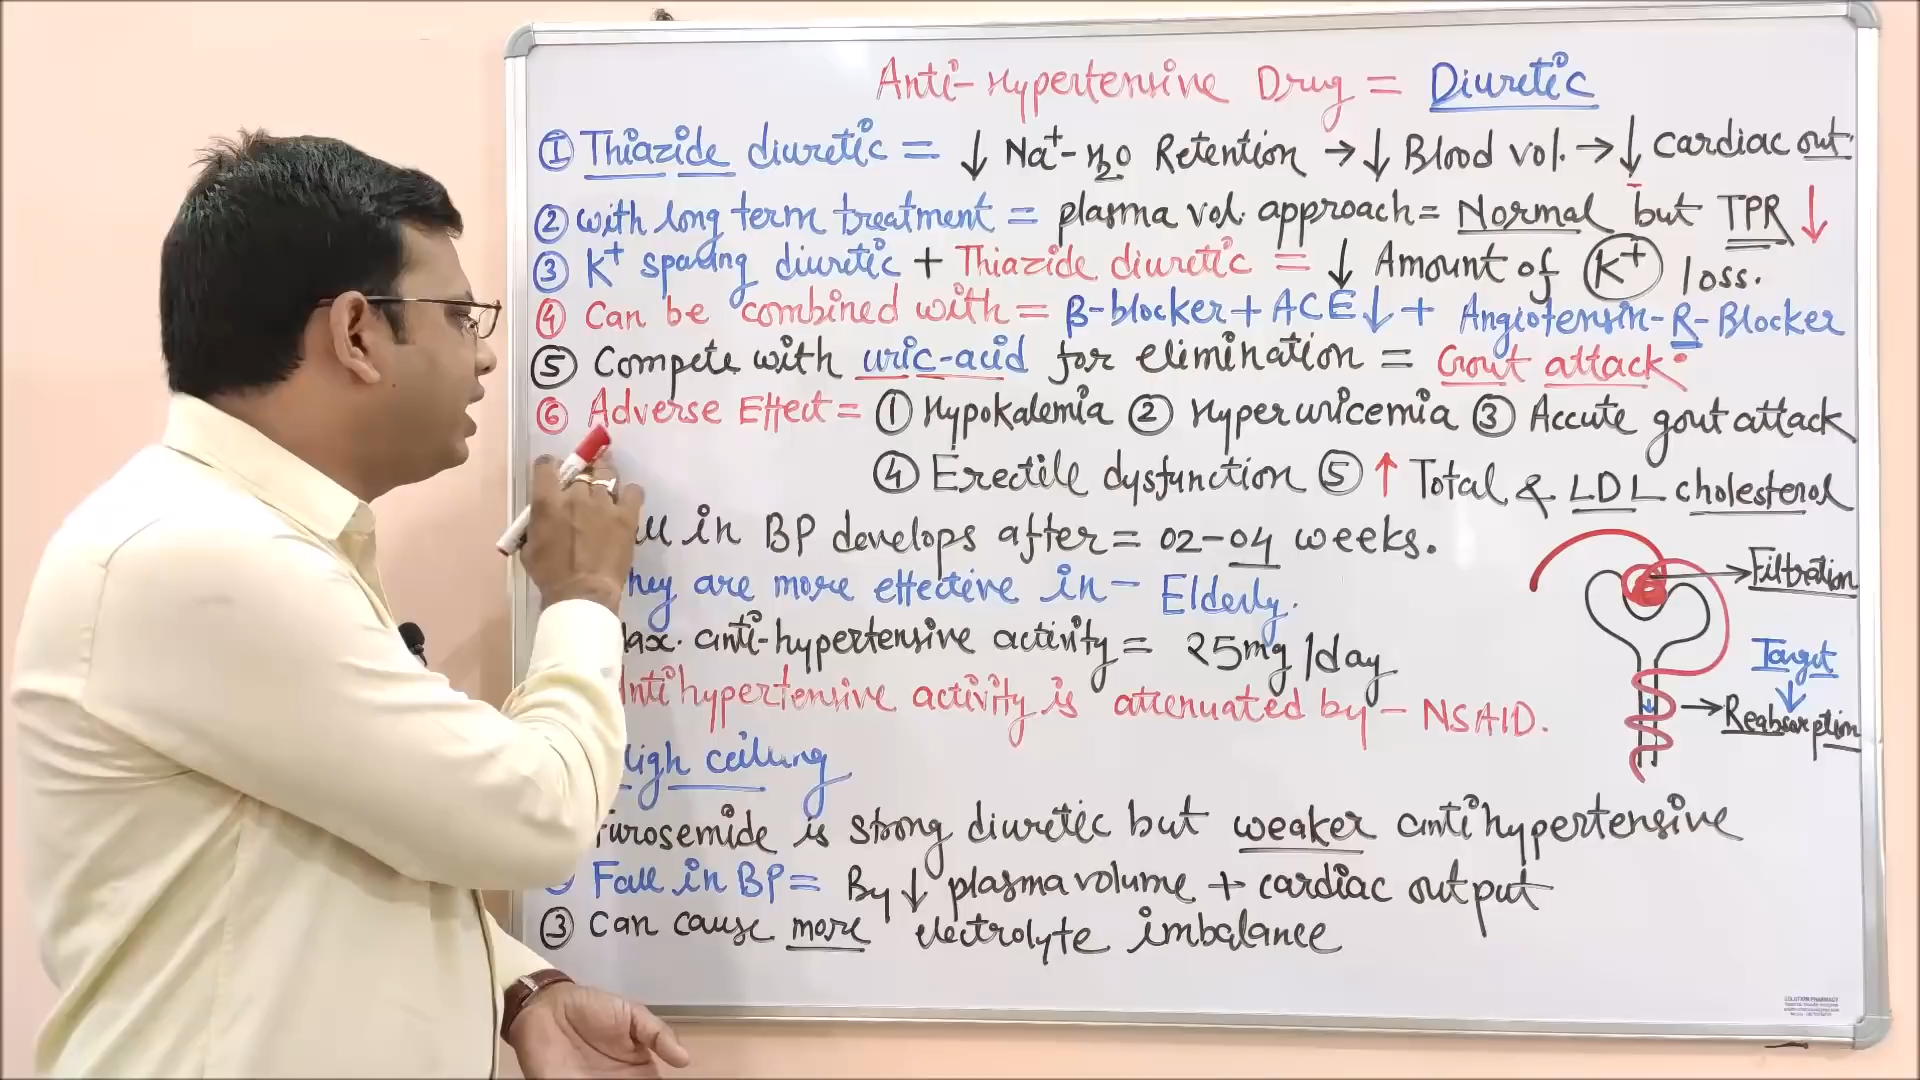 Anti-Hypertensive Drug = Diuretic
① Thiazide diuretic = ↓ Na⁺-H₂O Retention → ↓ Blood vol. → ↓ cardiac out.
② with long term treatment = plasma vol. approach = Normal but TPR ↓
③ K⁺ sparing diuretic + Thiazide diuretic = ↓ Amount of K⁺ loss.
④ Can be combined with = β-blocker + ACE↓ + Angiotensin-R-Blocker
⑤ Compete with uric-acid for elimination = Gout attack.
⑥ Adverse Effect = ① Hypokalemia ② Hyperuricemia ③ Accute gout attack
④ Erectile dysfunction ⑤ ↑ Total & LDL cholesterol
in BP develops after = 02-04 weeks.
are more effective in - Elderly.
anti-hypertensive activity = 25mg/day
antihypertensive activity is attenuated by - NSAID.
ceilung
Furosemide is strong diuretic but weaker antihypertensive
Fall in BP = By ↓ plasma volume + cardiac output
③ Can cause more electrolyte imbalance
Filtration
Target
↓
Reabsorption
SOLUTION PHARMACY